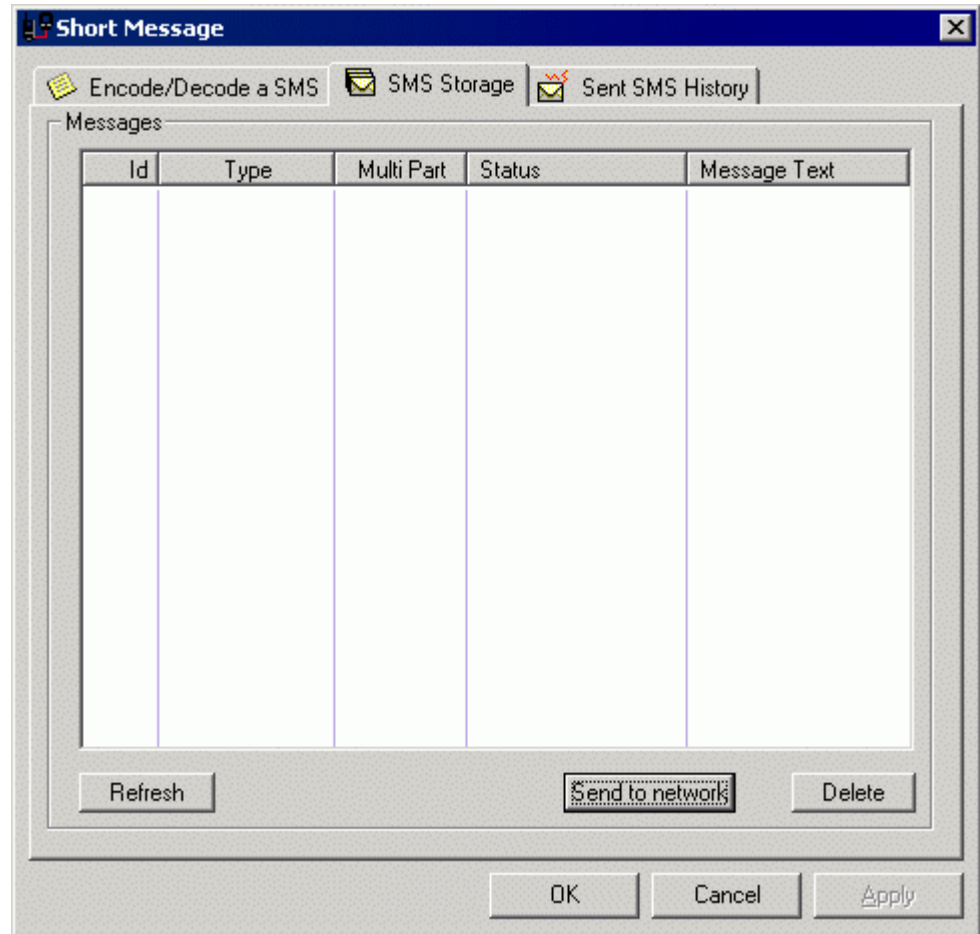 Short Message
Encode/Decode a SMS SMS Storage Sent SMS History
Messages
Id Type Multi Part Status Message Text
Refresh Send to network Delete
OK Cancel Apply